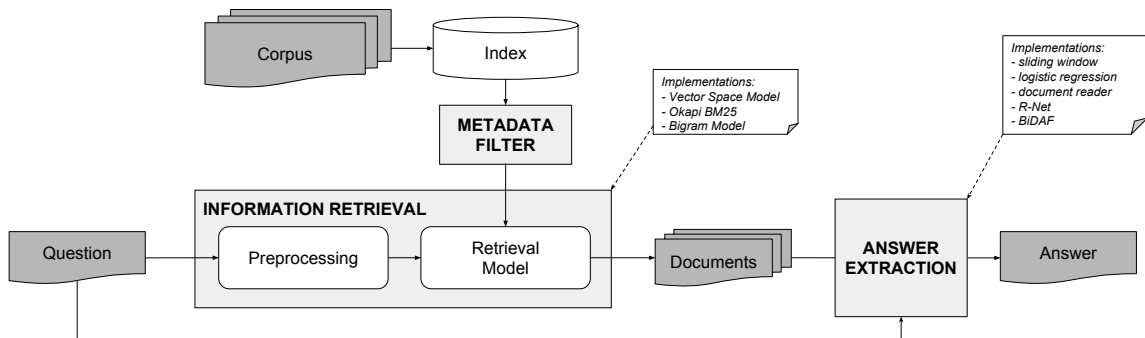 Corpus
Index
Implementations:
- Vector Space Model
- Okapi BM25
- Bigram Model
Implementations:
- sliding window
- logistic regression
- document reader
- R-Net
- BiDAF
METADATA
FILTER
INFORMATION RETRIEVAL
Question
Preprocessing
Retrieval
Model
Documents
ANSWER
EXTRACTION
Answer